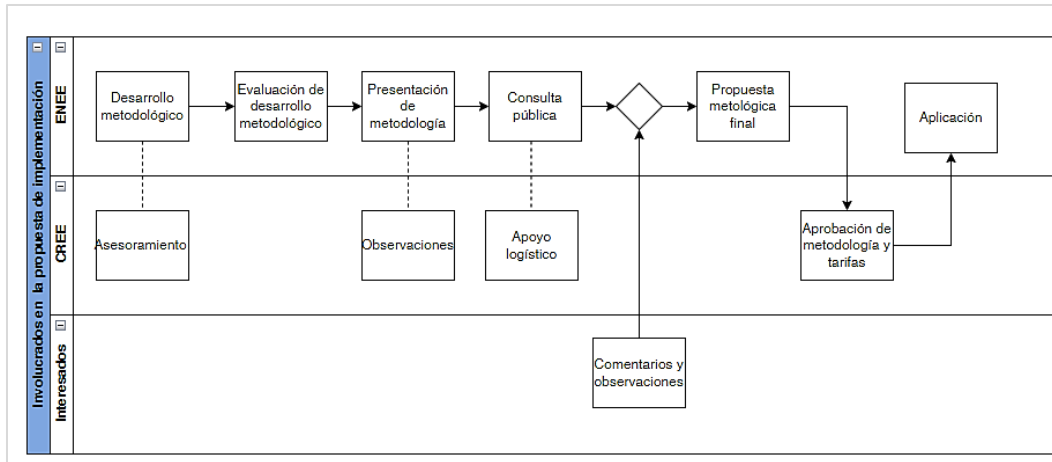 Involucrados en la propuesta de implementación
ENEE
Desarrollo
metodológico
Evaluación de
desarrollo
metodológico
Presentación
de
metodología
Consulta
pública
Propuesta
metológica
final
Aplicación
CREE
Asesoramiento
Observaciones
Apoyo
logístico
Aprobación de
metodología y
tarifas
Interesados
Comentarios y
observaciones